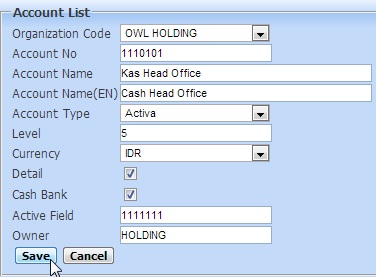 Account List
Organization Code OWL HOLDING
Account No 1110101
Account Name Kas Head Office
Account Name(EN) Cash Head Office
Account Type Activa
Level 5
Currency IDR
Detail
Cash Bank
Active Field 1111111
Owner HOLDING
Save Cancel